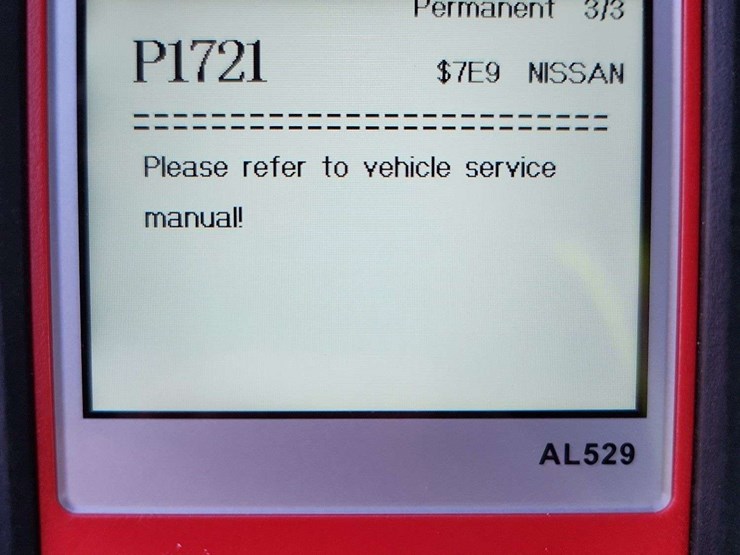 Permanent 3/3
P1721 $7E9 NISSAN
=========================
Please refer to vehicle service
manual!
AL529